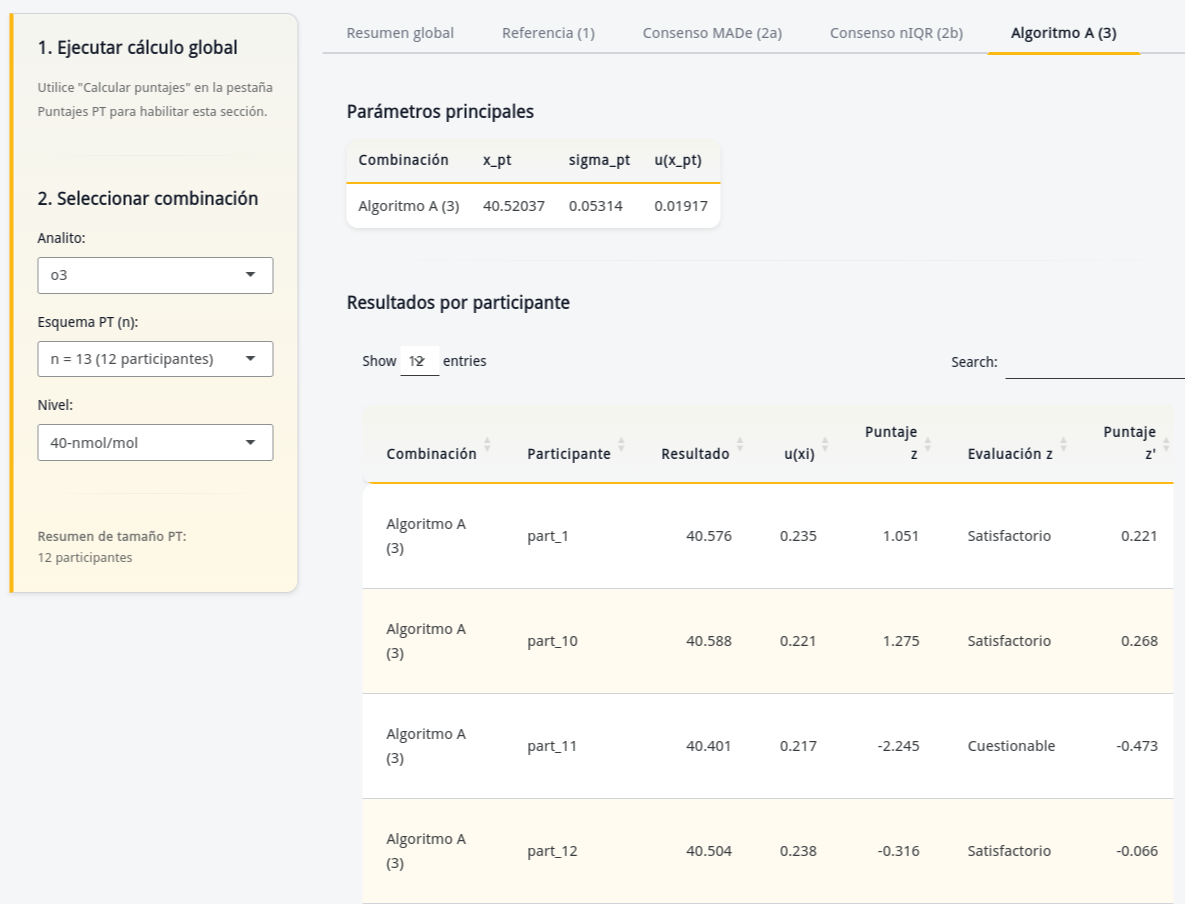 1. Ejecutar cálculo global
Utilice "Calcular puntajes" en la pestaña
Puntajes PT para habilitar esta sección.
2. Seleccionar combinación
Analito:
o3
Esquema PT (n):
n = 13 (12 participantes)
Nivel:
40-nmol/mol
Resumen de tamaño PT:
12 participantes
Resumen global Referencia (1) Consenso MADe (2a) Consenso nIQR (2b) Algoritmo A (3)
Parámetros principales
Combinación x_pt sigma_pt u(x_pt)
Algoritmo A (3) 40.52037 0.05314 0.01917
Resultados por participante
Show 12 entries
Search:
Combinación Participante Resultado u(xi) Puntaje z Evaluación z Puntaje z'
Algoritmo A (3) part_1 40.576 0.235 1.051 Satisfactorio 0.221
Algoritmo A (3) part_10 40.588 0.221 1.275 Satisfactorio 0.268
Algoritmo A (3) part_11 40.401 0.217 -2.245 Cuestionable -0.473
Algoritmo A (3) part_12 40.504 0.238 -0.316 Satisfactorio -0.066